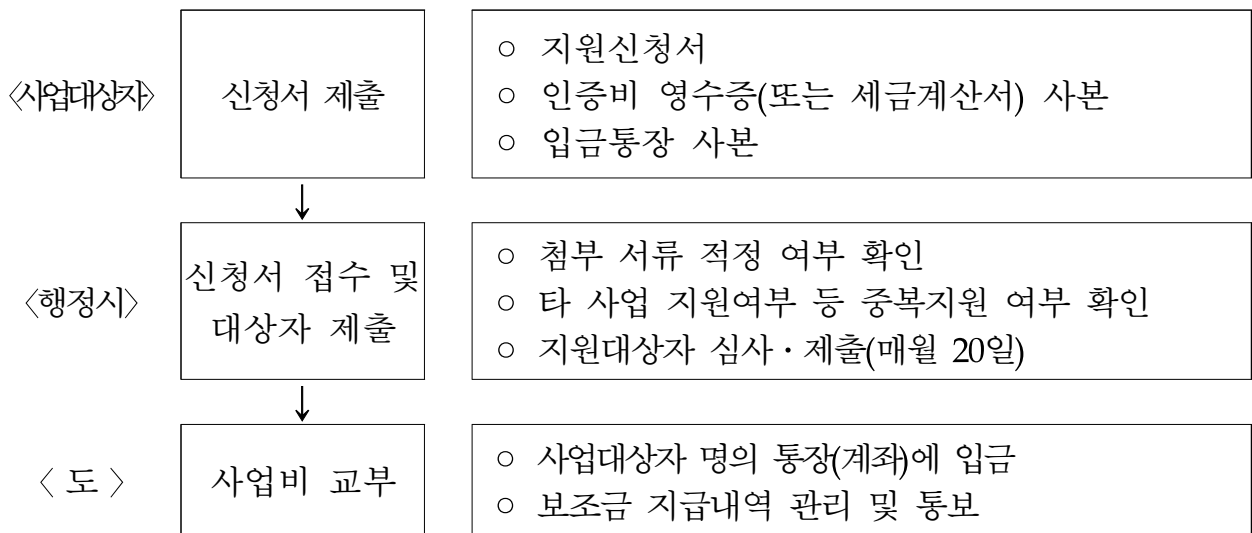 〈사업대상자〉
신청서 제출
○ 지원신청서
○ 인증비 영수증(또는 세금계산서) 사본
○ 입금통장 사본
〈행정시〉
신청서 접수 및
대상자 제출
○ 첨부 서류 적정 여부 확인
○ 타 사업 지원여부 등 중복지원 여부 확인
○ 지원대상자 심사·제출(매월 20일)
〈 도 〉
사업비 교부
○ 사업대상자 명의 통장(계좌)에 입금
○ 보조금 지급내역 관리 및 통보